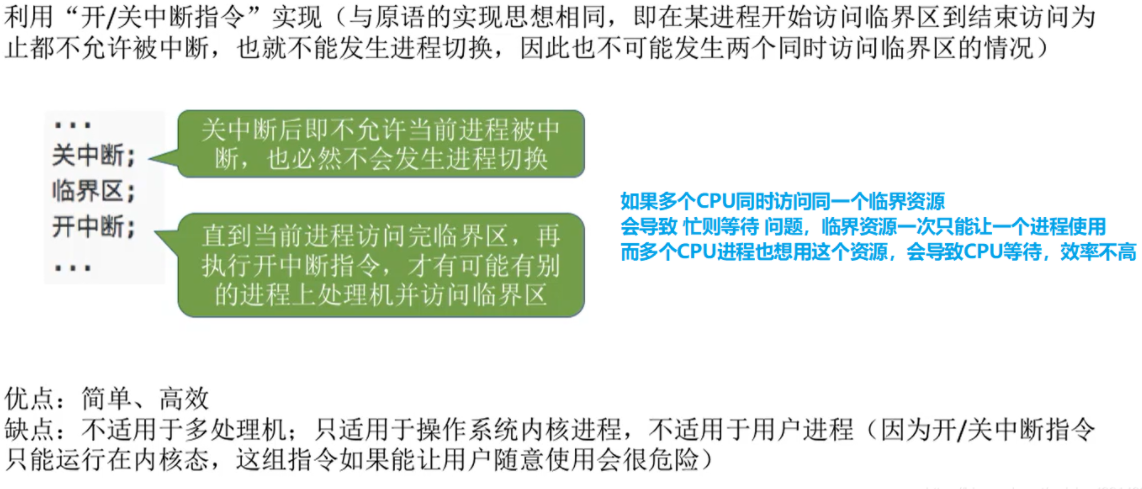 利用“开/关中断指令”实现（与原语的实现思想相同，即在某进程开始访问临界区到结束访问为
止都不允许被中断，也就不能发生进程切换，因此也不可能发生两个同时访问临界区的情况）
...
关中断;
临界区;
开中断;
...
关中断后即不允许当前进程被中
断，也必然不会发生进程切换
直到当前进程访问完临界区，再
执行开中断指令，才有可能有别
的进程上处理机并访问临界区
如果多个CPU同时访问同一个临界资源
会导致 忙则等待 问题，临界资源一次只能让一个进程使用
而多个CPU进程也想用这个资源，会导致CPU等待，效率不高
优点：简单、高效
缺点：不适用于多处理机；只适用于操作系统内核进程，不适用于用户进程（因为开/关中断指令
只能运行在内核态，这组指令如果能让用户随意使用会很危险）